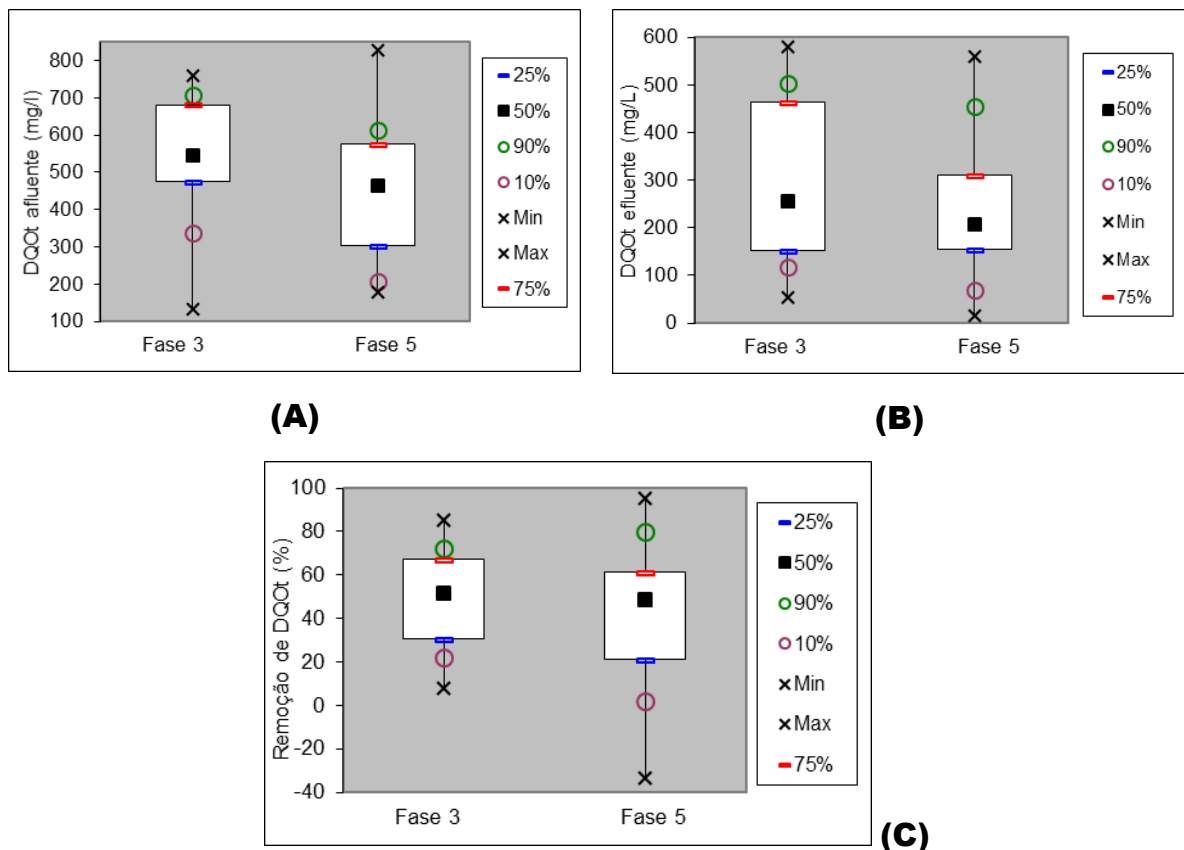 DQOt afluente (mg/l)
800
700
600
500
400
300
200
100
Fase 3
Fase 5
25%
50%
90%
10%
Min
Max
75%
(A)
DQOt efluente (mg/L)
600
500
400
300
200
100
0
Fase 3
Fase 5
25%
50%
90%
10%
Min
Max
75%
(B)
Remoção de DQOt (%)
100
80
60
40
20
0
-20
-40
Fase 3
Fase 5
25%
50%
90%
10%
Min
Max
75%
(C)